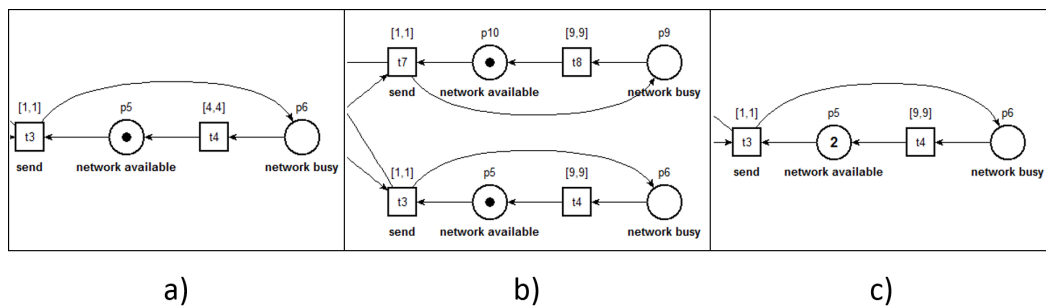 [1,1]
p5
[4,4]
p6
t3
t4
send
network available
network busy
[1,1]
p10
[9,9]
p9
t7
t8
send
network available
network busy
[1,1]
p5
[9,9]
p6
t3
t4
send
network available
network busy
[1,1]
p5
[9,9]
p6
t3
2
t4
send
network available
network busy
a)
b)
c)